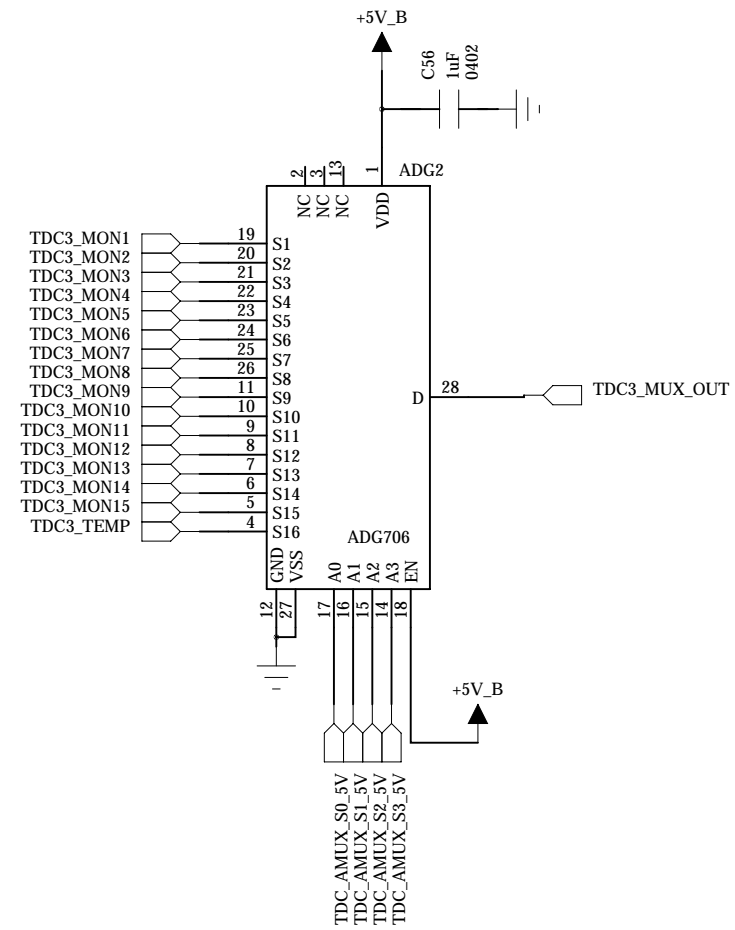 +5V_B
C56
1uF
0402
2
3
13
1
ADG2
NC
NC
NC
VDD
TDC3_MON1 19 S1
TDC3_MON2 20 S2
TDC3_MON3 21 S3
TDC3_MON4 22 S4
TDC3_MON5 23 S5
TDC3_MON6 24 S6
TDC3_MON7 25 S7
TDC3_MON8 26 S8
TDC3_MON9 11 S9
TDC3_MON10 10 S10
TDC3_MON11 9 S11
TDC3_MON12 8 S12
TDC3_MON13 7 S13
TDC3_MON14 6 S14
TDC3_MON15 5 S15
TDC3_TEMP 4 S16
D 28 TDC3_MUX_OUT
ADG706
GND
VSS
A0
A1
A2
A3
EN
12
27
17
16
15
14
18
+5V_B
TDC_AMUX_S0_5V
TDC_AMUX_S1_5V
TDC_AMUX_S2_5V
TDC_AMUX_S3_5V